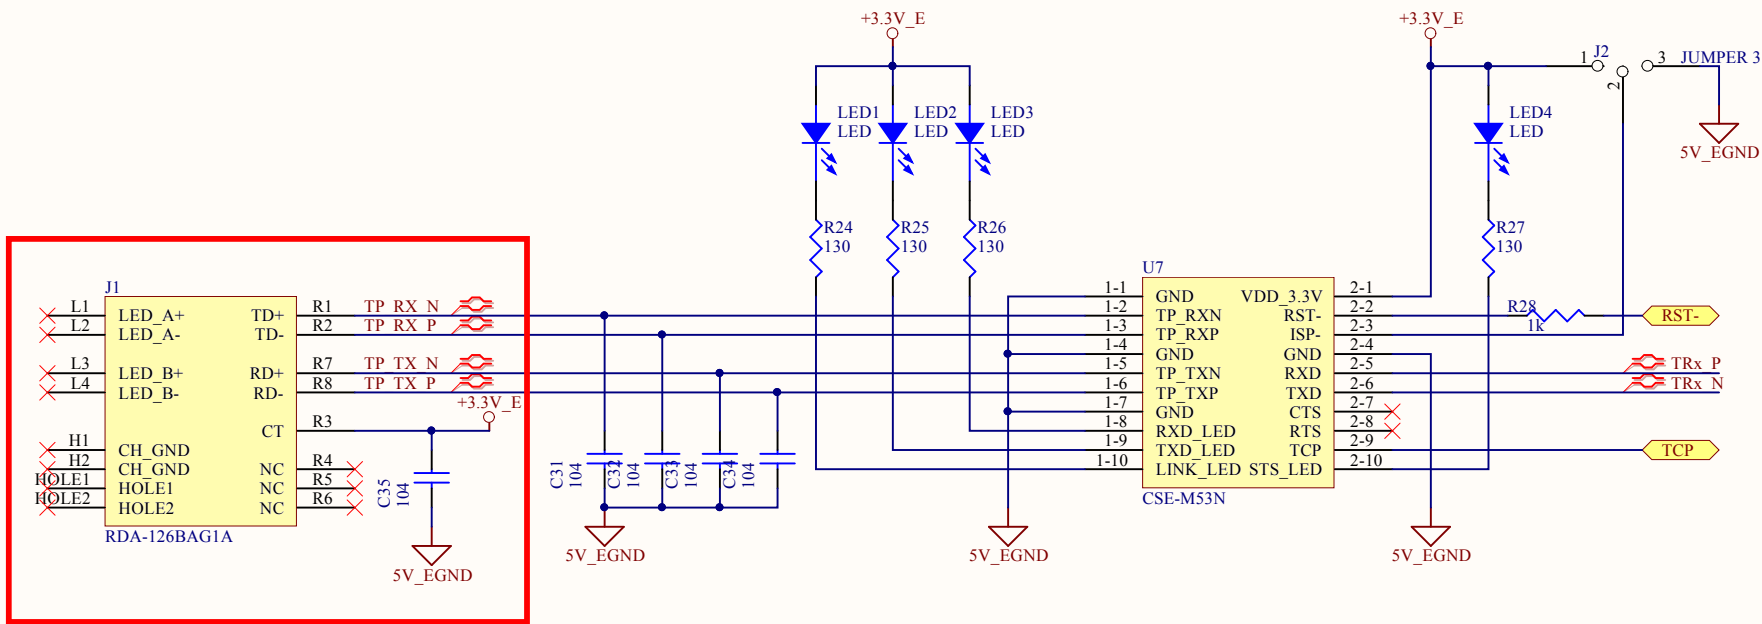 +3.3V_E
+3.3V_E
1
J2
3
JUMPER 3
2
LED1
LED
LED2
LED
LED3
LED
LED4
LED
5V_EGND
R24
130
R25
130
R26
130
R27
130
J1
L1
LED_A+
TD+
R1
TP_RX_N
L2
LED_A-
TD-
R2
TP_RX_P
L3
LED_B+
RD+
R7
TP_TX_N
L4
LED_B-
RD-
R8
TP_TX_P
+3.3V_E
CT
R3
H1
CH_GND
H2
CH_GND
NC
R4
HOLE1
HOLE1
NC
R5
HOLE2
HOLE2
NC
R6
RDA-126BAG1A
C35
104
5V_EGND
C31
104
C32
104
C33
104
C34
104
5V_EGND
5V_EGND
U7
1-1
GND
VDD_3.3V
2-1
1-2
TP_RXN
RST-
2-2
1-3
TP_RXP
ISP-
2-3
1-4
GND
GND
2-4
1-5
TP_TXN
RXD
2-5
1-6
TP_TXP
TXD
2-6
1-7
GND
CTS
2-7
1-8
RXD_LED
RTS
2-8
1-9
TXD_LED
TCP
2-9
1-10
LINK_LED
STS_LED
2-10
CSE-M53N
R28
1k
RST-
TRx_P
TRx_N
TCP
5V_EGND